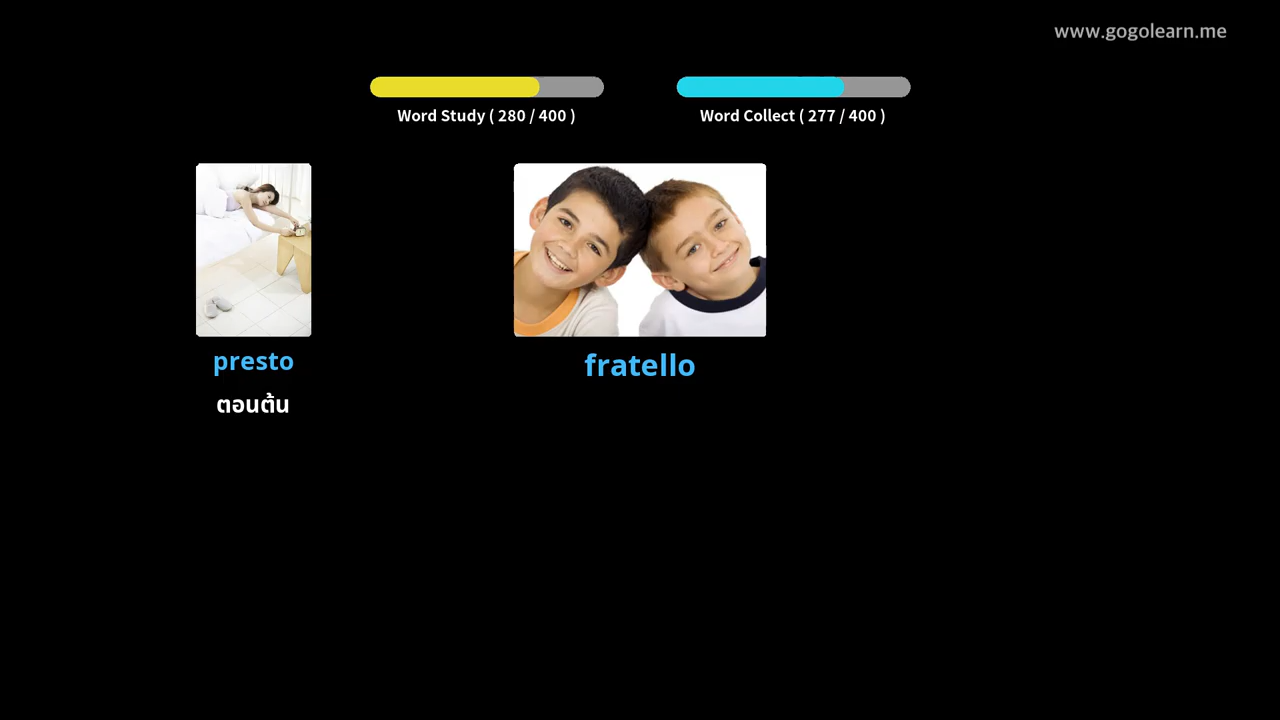 www.gogolearn.me
Word Study ( 280 / 400 )
Word Collect ( 277 / 400 )
presto
ตอนต้น
fratello